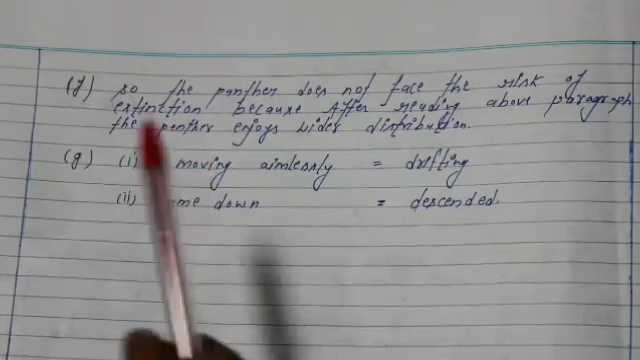 (f) so the panther does not face the risk of
extinction because after reading above paragraph
the panther enjoys wider distribution.
(g) (i) moving aimlessly = drifting
(ii) me down = descended.